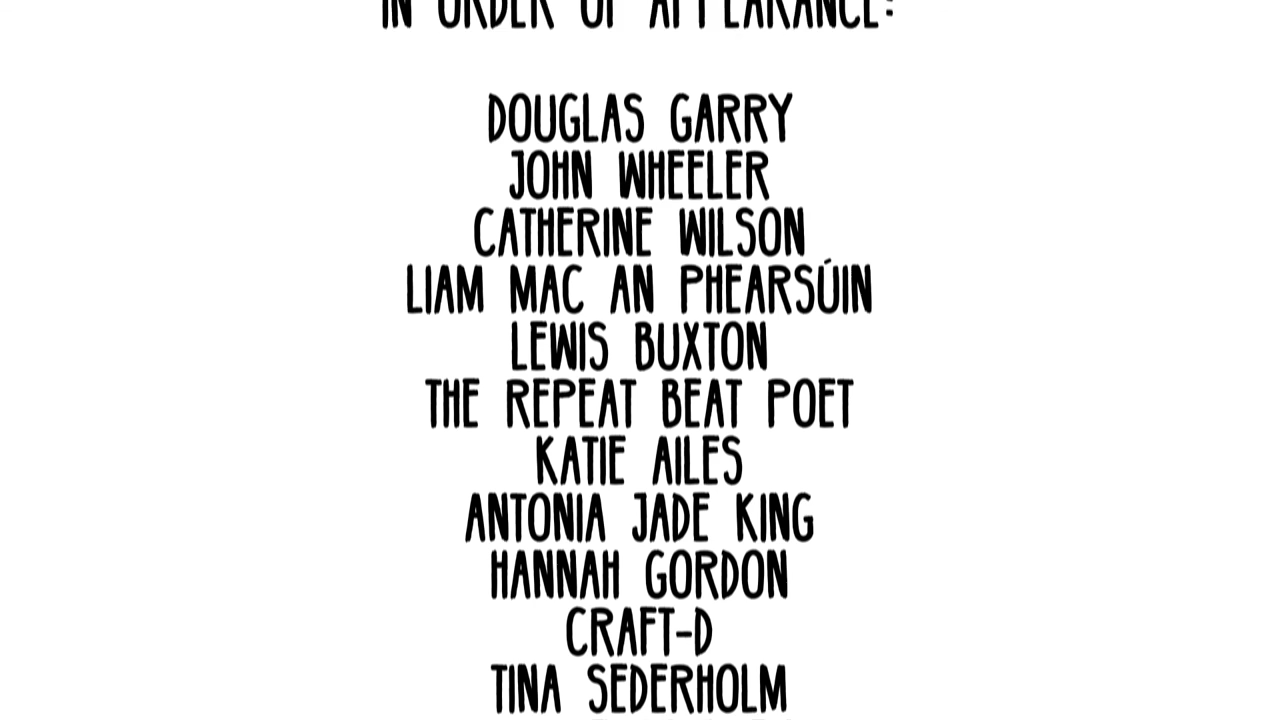 IN ORDER OF APPEARANCE:
DOUGLAS GARRY
JOHN WHEELER
CATHERINE WILSON
LIAM MAC AN PHEARSÚIN
LEWIS BUXTON
THE REPEAT BEAT POET
KATIE AILES
ANTONIA JADE KING
HANNAH GORDON
CRAFT-D
TINA SEDERHOLM